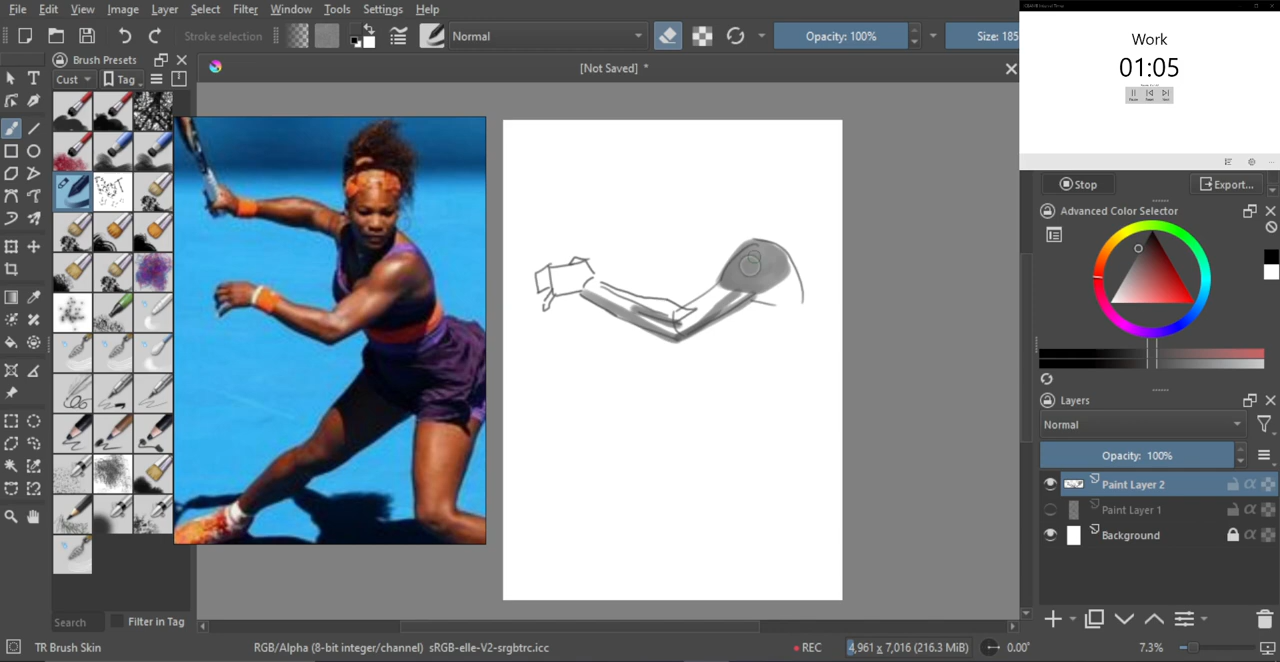 File Edit View Image Layer Select Filter Window Tools Settings Help
Stroke selection Normal Opacity: 100% Size: 185
Brush Presets
Cust Tag
[Not Saved] *
Work
01:05
Stop Export...
Advanced Color Selector
Layers
Normal
Opacity: 100%
Paint Layer 2
Paint Layer 1
Background
Search Filter in Tag
TR Brush Skin RGB/Alpha (8-bit integer/channel) sRGB-elle-V2-srgbtrc.icc REC 4,961 x 7,016 (216.3 MiB) 0.00° 7.3%